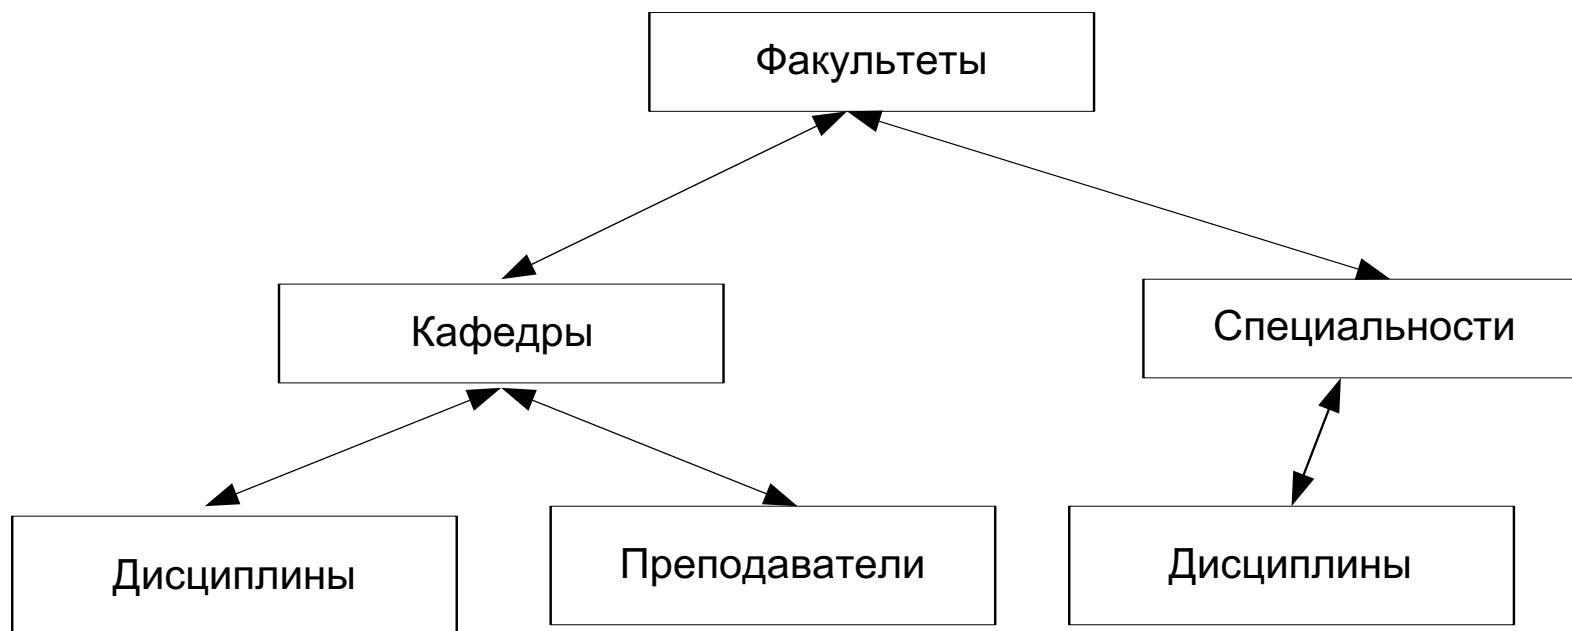 Факультеты
Кафедры
Специальности
Дисциплины
Преподаватели
Дисциплины